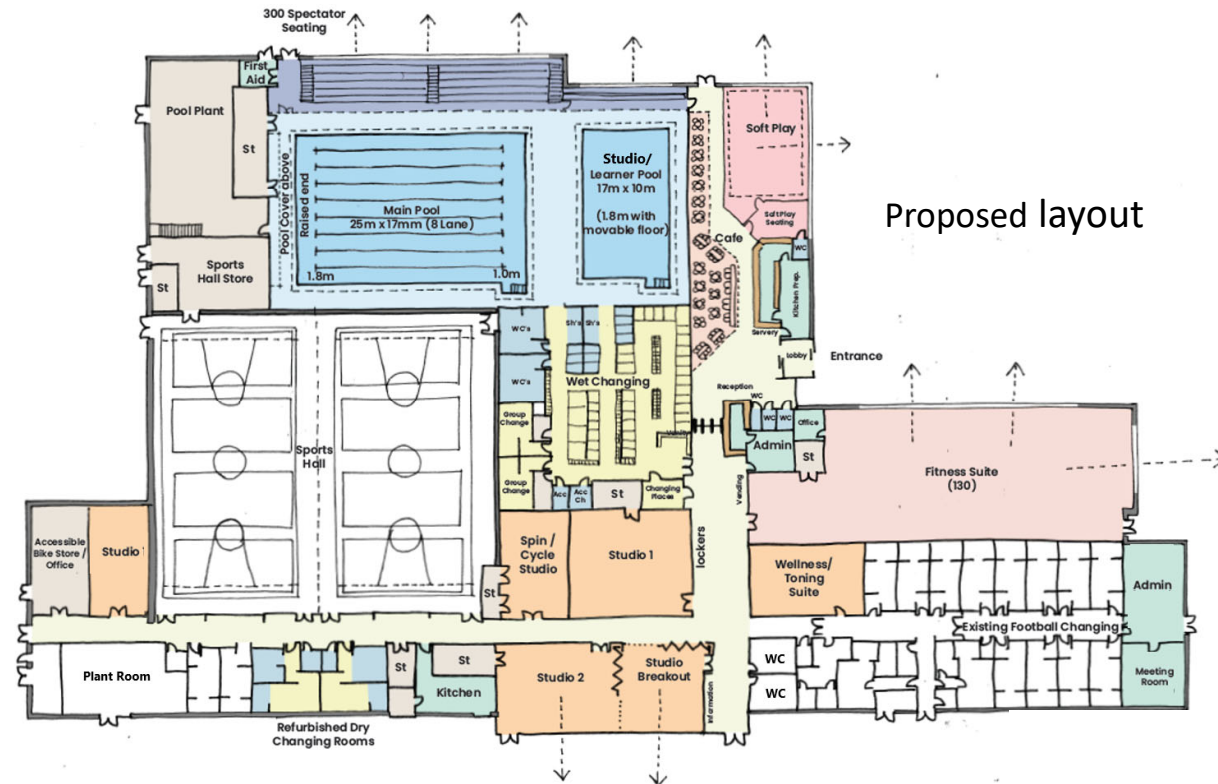 300 Spectator
Seating
First
Aid
Pool Plant
St
Pool Cover above
Raised end
Main Pool
25m x 17mm (8 Lane)
1.8m
1.0m
Studio/
Learner Pool
17m x 10m
(1.8m with
movable floor)
Soft Play
Soft Play
Seating
Proposed layout
Cafe
WC
Kitchen Prep.
Servery
Lobby
Entrance
Sports
Hall Store
St
WC's
WC's
Sh's
Sh's
Wet Changing
Vanity
Group
Change
Group
Change
Reception
WC
WC
WC
Office
Admin
St
Sports
Hall
Fitness Suite
(130)
Vending
Acc
Acc
Ch
St
Changing
Places
Accessible
Bike Store /
Office
Studio 1
Spin /
Cycle
Studio
Studio 1
lockers
Wellness/
Toning
Suite
Admin
St
Existing Football Changing
Plant Room
St
St
Kitchen
Studio 2
Studio
Breakout
Information
WC
WC
Meeting
Room
Refurbished Dry
Changing Rooms